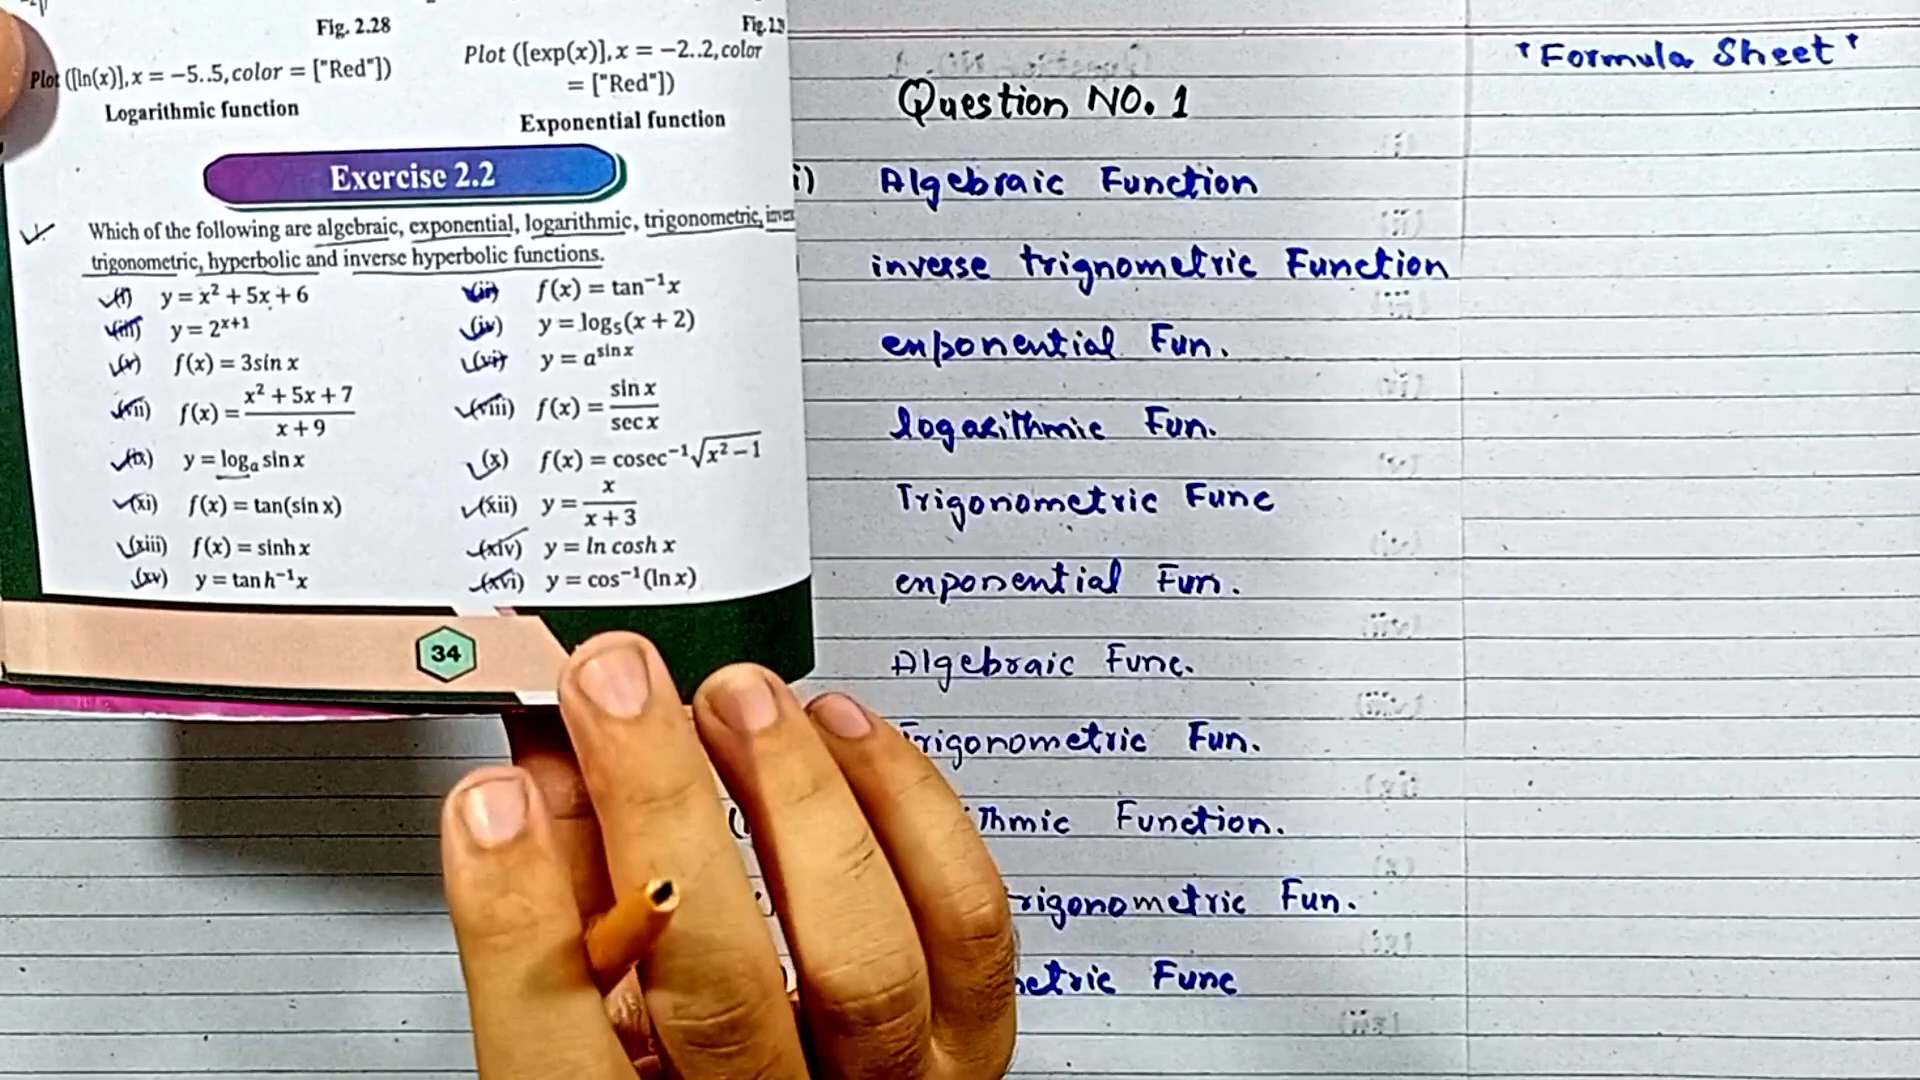 Fig. 2.28
Plot ([ln(x)], x = −5..5, color = ["Red"])
Logarithmic function
Plot ([exp(x)], x = −2..2, color
= ["Red"])
Exponential function
Exercise 2.2
1. Which of the following are algebraic, exponential, logarithmic, trigonometric,
trigonometric, hyperbolic and inverse hyperbolic functions.
(i) y = x² + 5x + 6
(ii) f(x) = tan⁻¹x
(iii) y = 2ˣ⁺¹
(iv) y = log₅(x + 2)
(v) f(x) = 3sin x
(vi) y = a^{sin x}
(vii) f(x) = (x² + 5x + 7)/(x + 9)
(viii) f(x) = sin x/sec x
(ix) y = logₐ sin x
(x) f(x) = cosec⁻¹√(x² − 1)
(xi) f(x) = tan(sin x)
(xii) y = x/(x + 3)
(xiii) f(x) = sinh x
(xiv) y = ln cosh x
(xv) y = tan h⁻¹x
(xvi) y = cos⁻¹(ln x)
34
'Formula Sheet'
Question NO. 1
i) Algebraic Function
inverse trignometric Function
exponential Fun.
logarithmic Fun.
Trigonometric Func
exponential Fun.
Algebraic Func.
Trigonometric Fun.
thmic Function.
rigonometric Fun.
etric Func